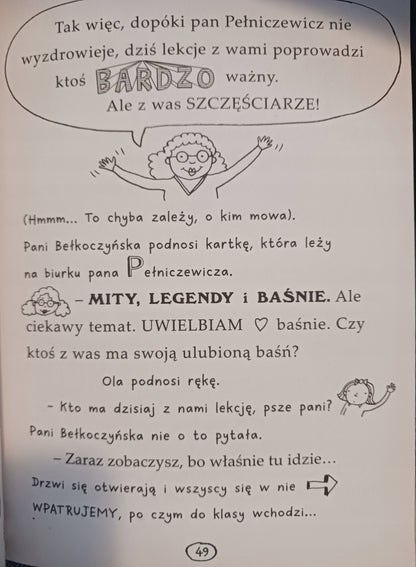 Tak więc, dopóki pan Pełniczewicz nie
wyzdrowieje, dziś lekcje z wami poprowadzi
ktoś BARDZO ważny.
Ale z was SZCZĘŚCIARZE!
(Hmmm... To chyba zależy, o kim mowa).
Pani Bełkoczyńska podnosi kartkę, która leży
na biurku pana Pełniczewicza.
– MITY, LEGENDY i BAŚNIE. Ale
ciekawy temat. UWIELBIAM ♡ baśnie. Czy
ktoś z was ma swoją ulubioną baśń?
Ola podnosi rękę.
– Kto ma dzisiaj z nami lekcję, psze pani?
Pani Bełkoczyńska nie o to pytała.
– Zaraz zobaczysz, bo właśnie tu idzie...
Drzwi się otwierają i wszyscy się w nie
WPATRUJEMY, po czym do klasy wchodzi...
49